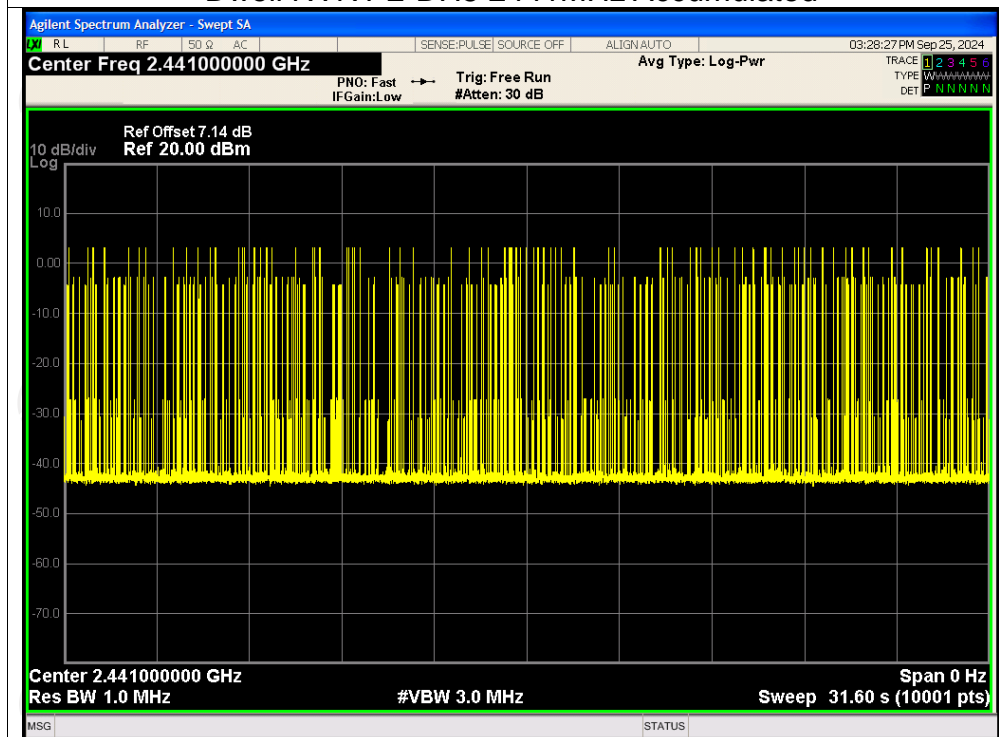 Agilent Spectrum Analyzer - Swept SA
LXI RL RF 50 Ω AC SENSE:PULSE SOURCE OFF ALIGN AUTO 03:28:27 PM Sep 25, 2024
Center Freq 2.441000000 GHz Avg Type: Log-Pwr TRACE 1 2 3 4 5 6
PNO: Fast Trig: Free Run TYPE W
IFGain:Low #Atten: 30 dB DET P N N N N N
Ref Offset 7.14 dB
10 dB/div Ref 20.00 dBm
Log
10.0
0.00
-10.0
-20.0
-30.0
-40.0
-50.0
-60.0
-70.0
Center 2.441000000 GHz Span 0 Hz
Res BW 1.0 MHz #VBW 3.0 MHz Sweep 31.60 s (10001 pts)
MSG STATUS